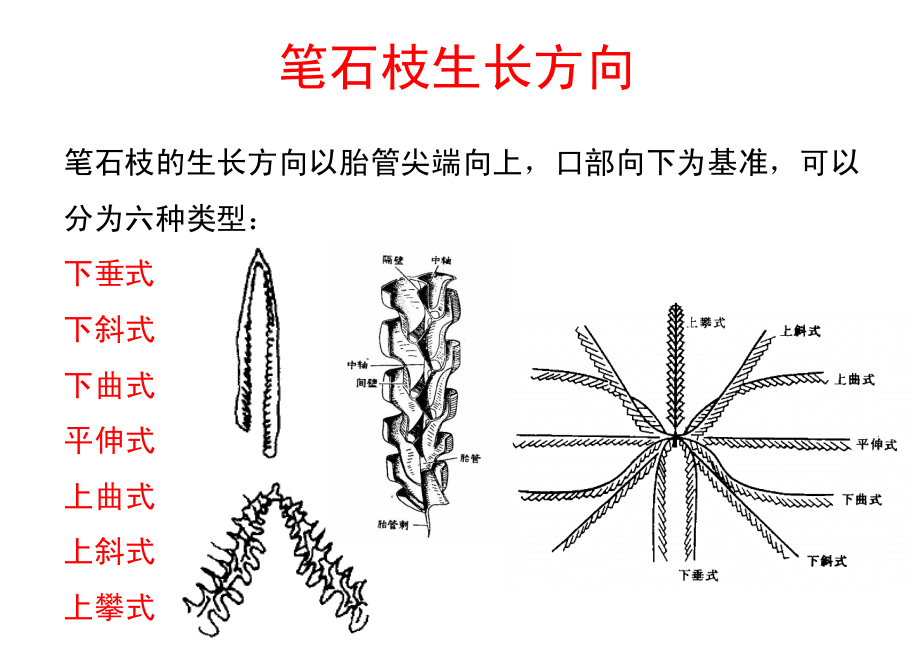 笔石枝生长方向
笔石枝的生长方向以胎管尖端向上，口部向下为基准，可以
分为六种类型：
下垂式
下斜式
下曲式
平伸式
上曲式
上斜式
上攀式
隔壁
中轴
中轴
间壁
胎管
胎管刺
上攀式
上斜式
上曲式
平伸式
下曲式
下斜式
下垂式